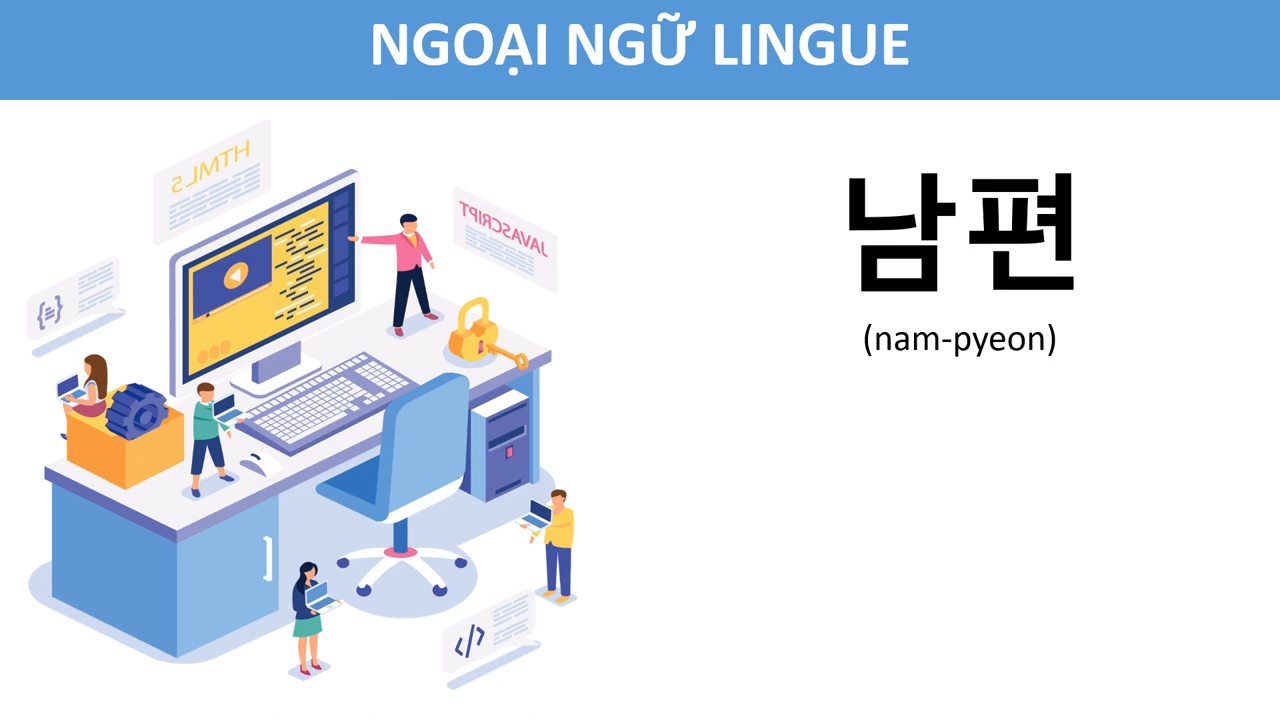 NGOẠI NGỮ LINGUE
HTML5
JAVASCRIPT
{≡}
</>
남편
(nam-pyeon)